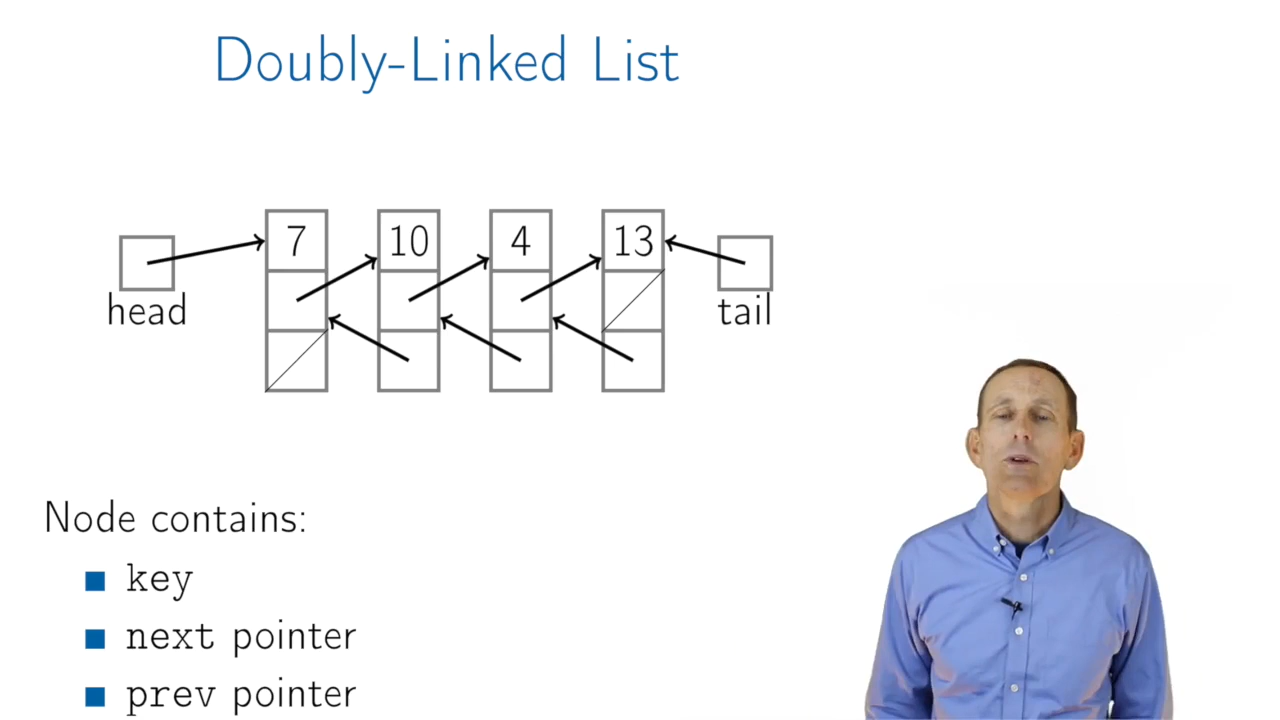 Doubly-Linked List
7 10 4 13
head tail
Node contains:
key
next pointer
prev pointer